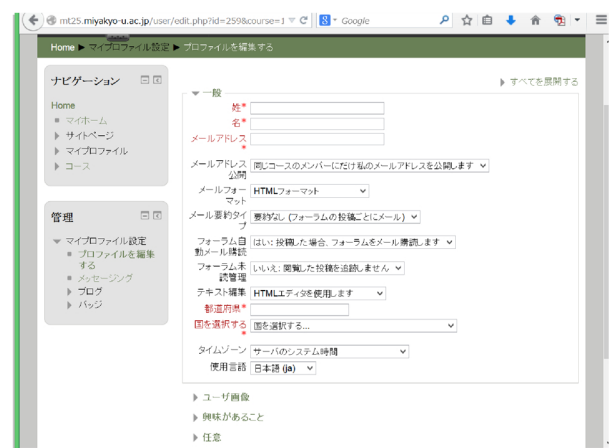 mt25.miyakyo-u.ac.jp/user/edit.php?id=259&course=1
Google
Home ▶ マイプロファイル設定 ▶ プロファイルを編集する
ナビゲーション
Home
マイホーム
サイトページ
マイプロファイル
コース
管理
マイプロファイル設定
プロファイルを編集
する
メッセージング
ブログ
バッジ
すべてを展開する
一般
姓*
名*
メールアドレス
*
メールアドレス
公開
同じコースのメンバーにだけ私のメールアドレスを公開します
メールフォー
マット
HTMLフォーマット
メール要約タイ
プ
要約なし (フォーラムの投稿ごとにメール)
フォーラム自
動メール購読
はい: 投稿した場合、フォーラムをメール購読します
フォーラム未
読管理
いいえ: 閲覧した投稿を追跡しません
テキスト編集 HTMLエディタを使用します
都道府県*
国を選択する
*
国を選択する...
タイムゾーン サーバのシステム時間
使用言語 日本語 (ja)
ユーザ画像
興味があること
任意